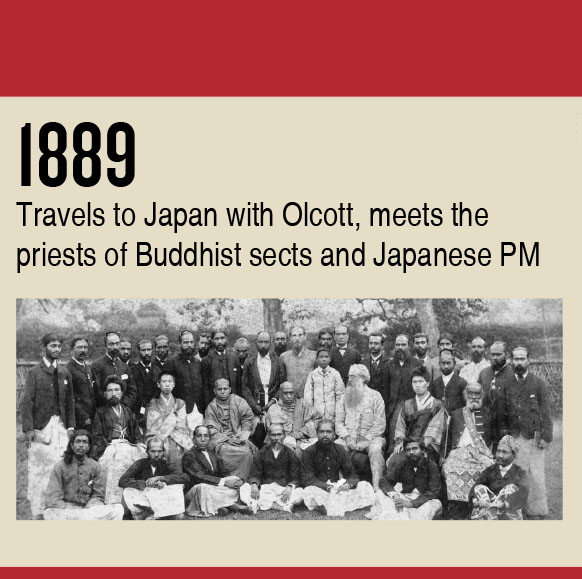 1889
Travels to Japan with Olcott, meets the
priests of Buddhist sects and Japanese PM